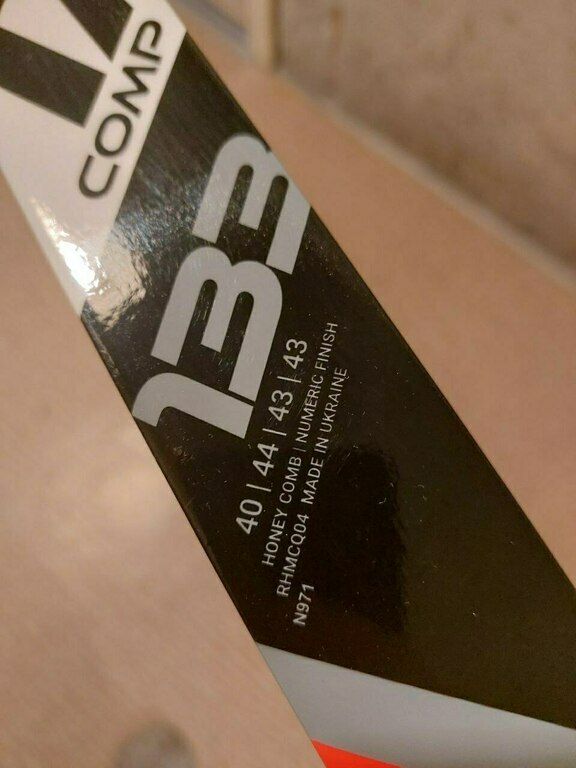 COMP
133
40 | 44 | 43 | 43
HONEY COMB | NUMERIC FINISH
RHMCQ04 MADE IN UKRAINE
N971